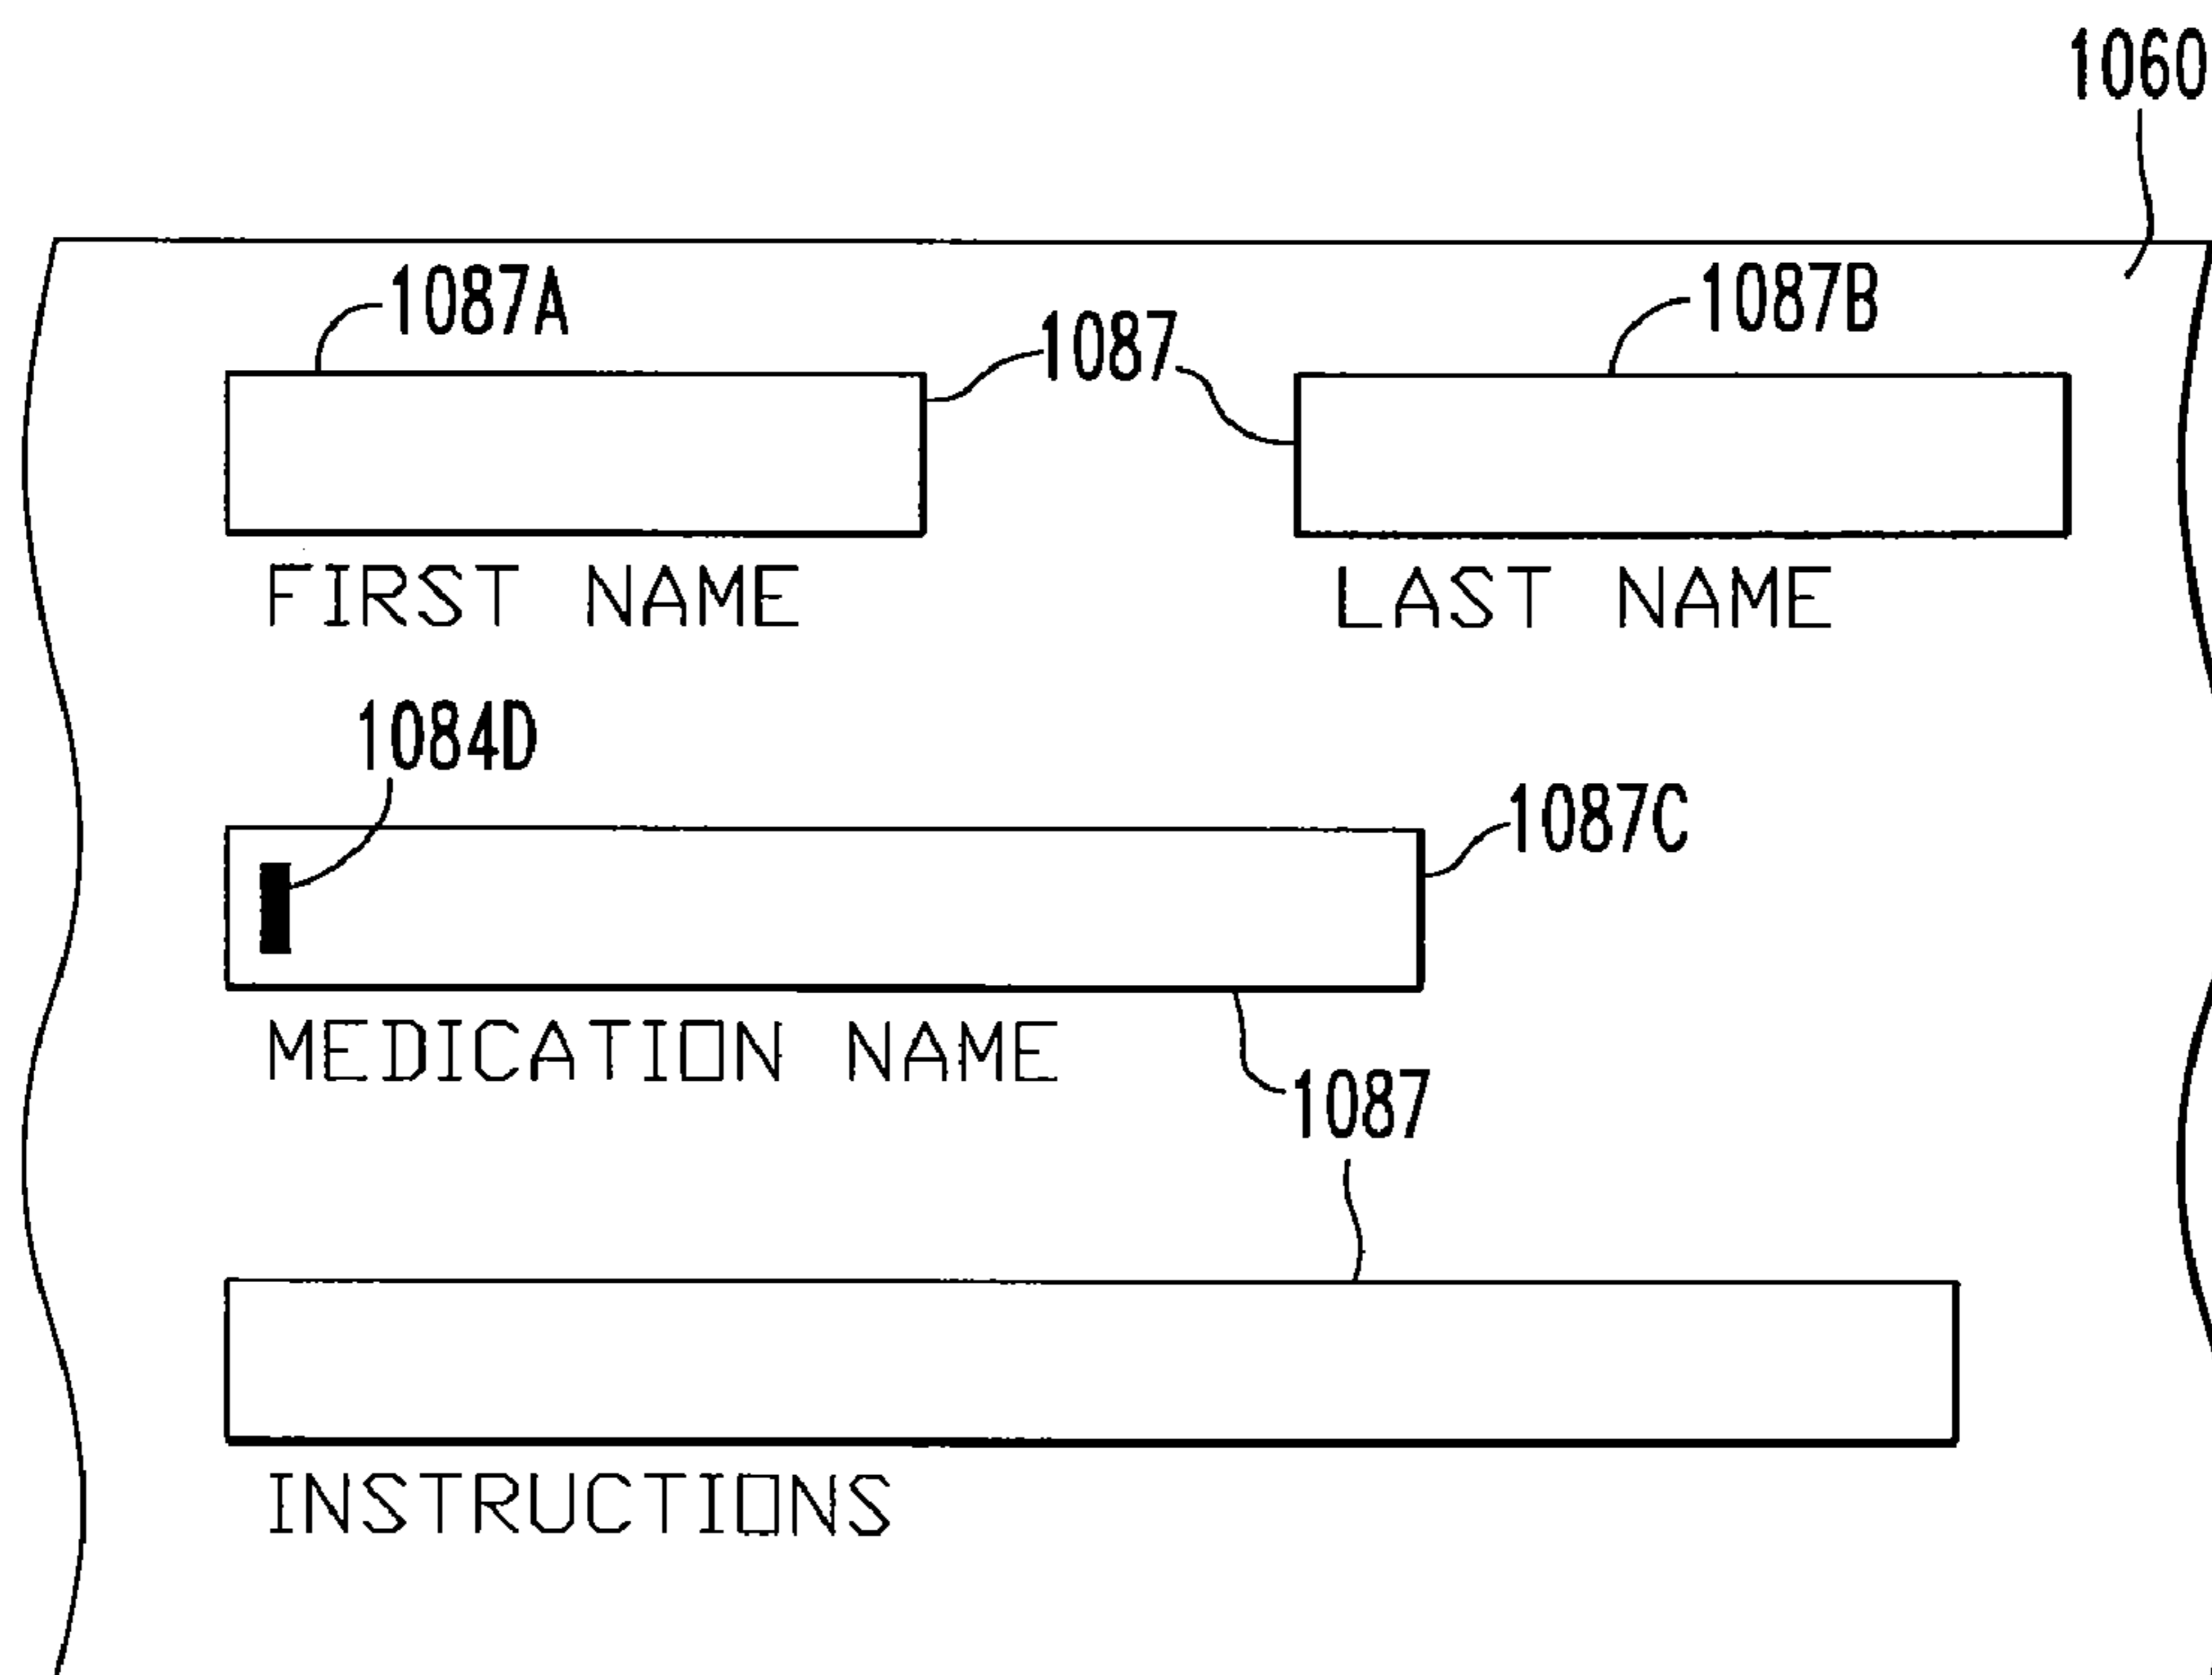 1060
1087A 1087 1087B
FIRST NAME LAST NAME
1084D
1087C
MEDICATION NAME
1087
INSTRUCTIONS